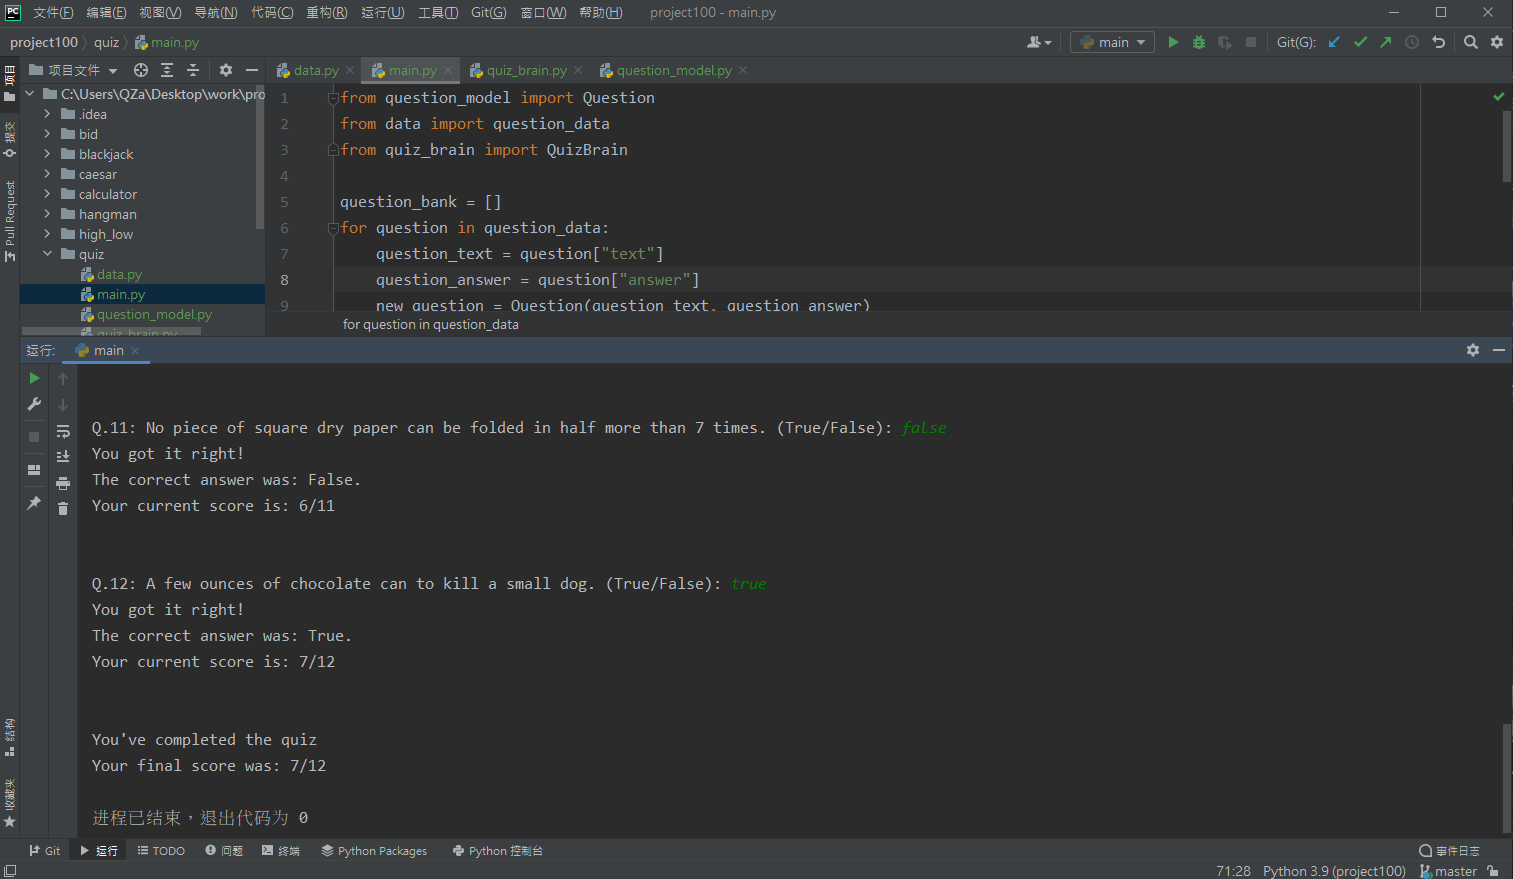 PC 文件(F) 编辑(E) 视图(V) 导航(N) 代码(C) 重构(R) 运行(U) 工具(T) Git(G) 窗口(W) 帮助(H) project100 - main.py
project100 quiz main.py main Git(G):
项目 项目文件 data.py main.py quiz_brain.py question_model.py
C:\Users\QZa\Desktop\work\pro
.idea
bid
blackjack
caesar
calculator
hangman
high_low
quiz
data.py
main.py
question_model.py
quiz_brain.py
提交
Pull Request
1 from question_model import Question
2 from data import question_data
3 from quiz_brain import QuizBrain
4
5 question_bank = []
6 for question in question_data:
7 question_text = question["text"]
8 question_answer = question["answer"]
9 new_question = Question(question_text, question_answer)
for question in question_data
运行: main
Q.11: No piece of square dry paper can be folded in half more than 7 times. (True/False): false
You got it right!
The correct answer was: False.
Your current score is: 6/11
Q.12: A few ounces of chocolate can to kill a small dog. (True/False): true
You got it right!
The correct answer was: True.
Your current score is: 7/12
You've completed the quiz
Your final score was: 7/12
进程已结束，退出代码为 0
结构
收藏夹
Git 运行 TODO 问题 终端 Python Packages Python 控制台 事件日志
71:28 Python 3.9 (project100) master